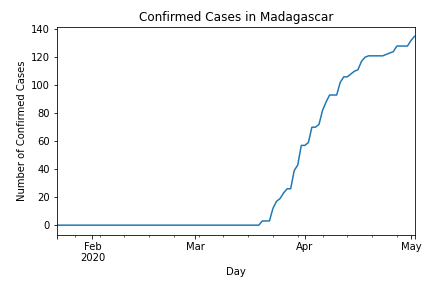 Confirmed Cases in Madagascar
140
120
100
80
60
40
20
0
Number of Confirmed Cases
Feb
2020
Mar
Apr
May
Day